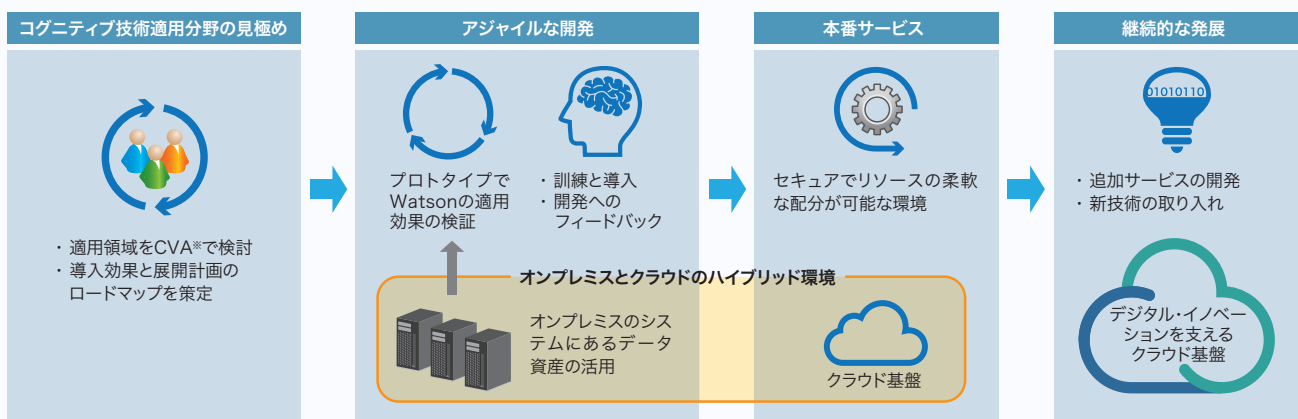 コグニティブ技術適用分野の見極め
・適用領域をCVA※で検討
・導入効果と展開計画の
ロードマップを策定
アジャイルな開発
プロトタイプで
Watsonの適用
効果の検証
・訓練と導入
・開発への
フィードバック
本番サービス
セキュアでリソースの柔軟
な配分が可能な環境
オンプレミスとクラウドのハイブリッド環境
オンプレミスのシス
テムにあるデータ
資産の活用
クラウド基盤
継続的な発展
01010110
・追加サービスの開発
・新技術の取り入れ
デジタル・イノベー
ションを支える
クラウド基盤